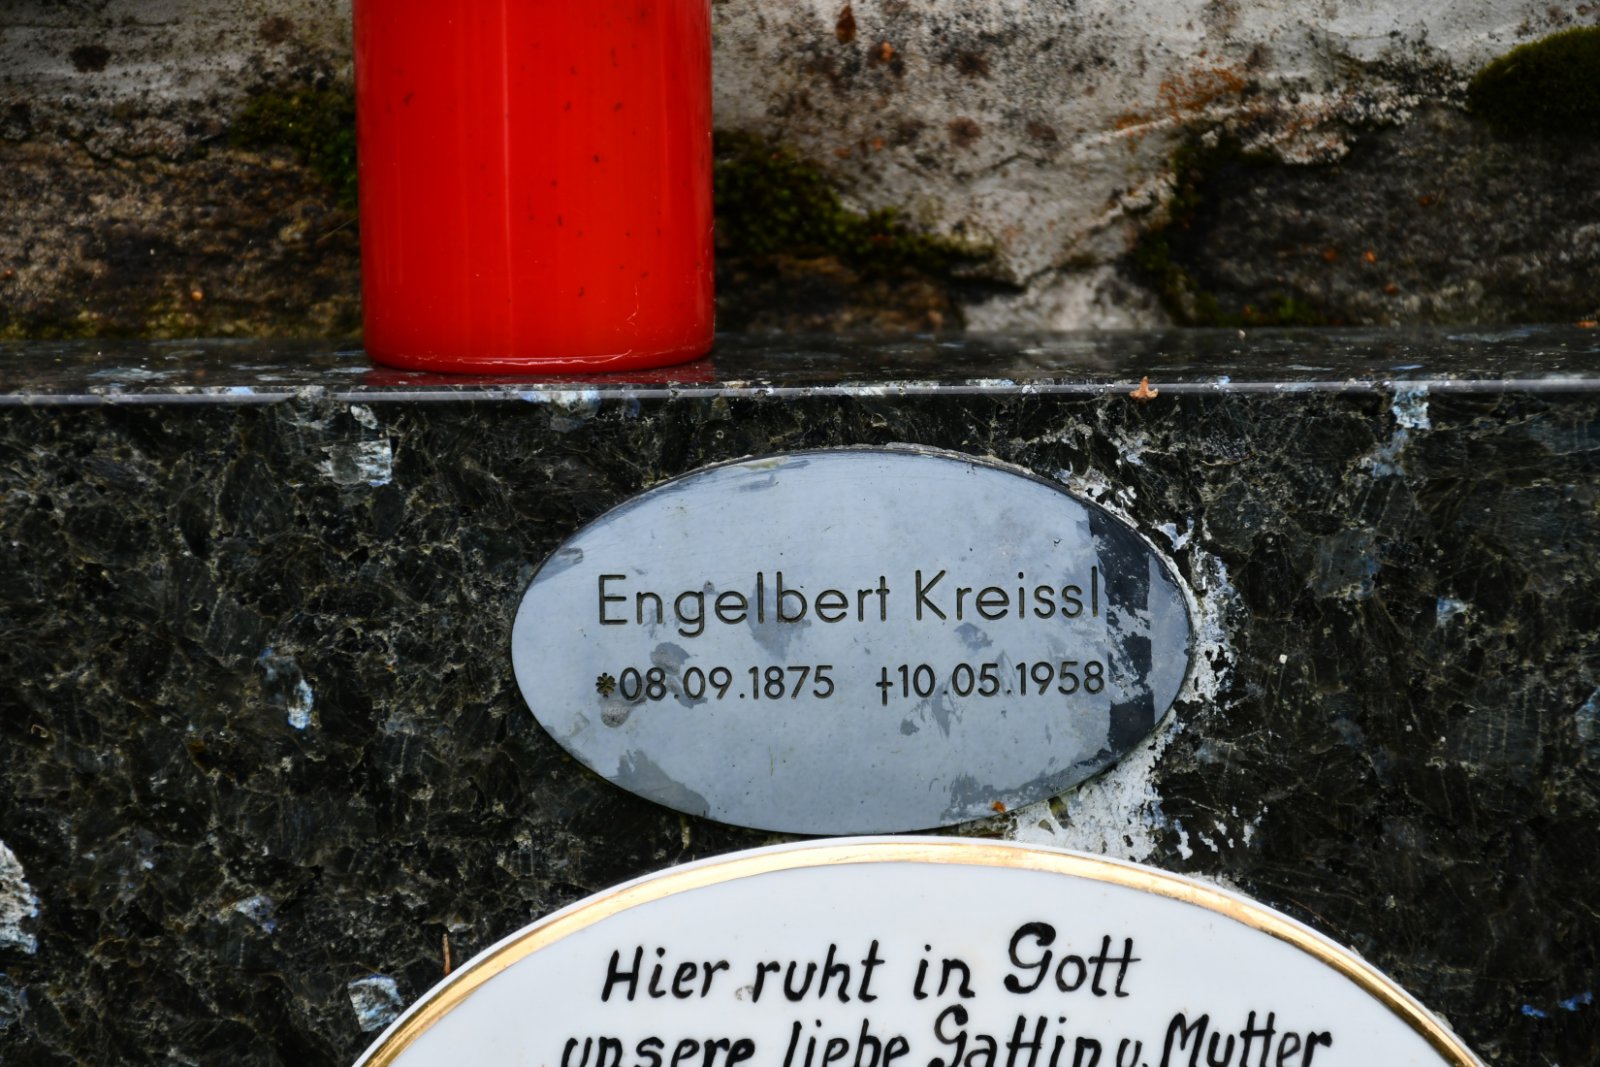 Engelbert Kreissl
*08.09.1875 †10.05.1958
Hier ruht in Gott
unsere liebe Gattin u. Mutter